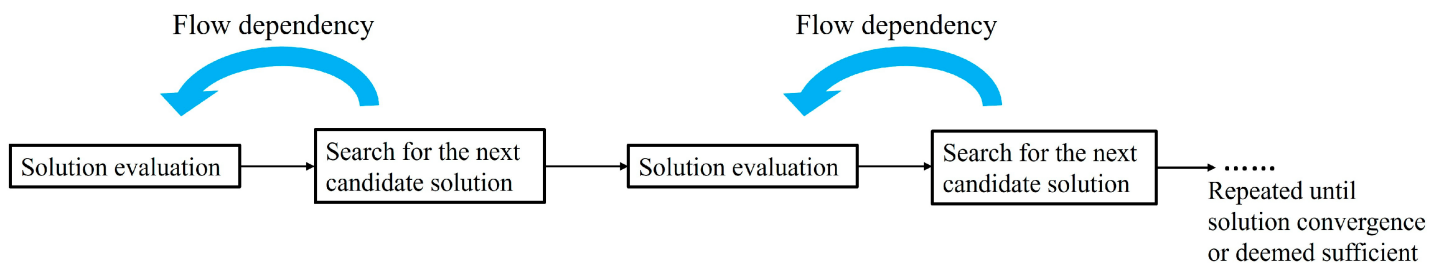 Flow dependency
Flow dependency
Solution evaluation
Search for the next
candidate solution
Solution evaluation
Search for the next
candidate solution
......
Repeated until
solution convergence
or deemed sufficient